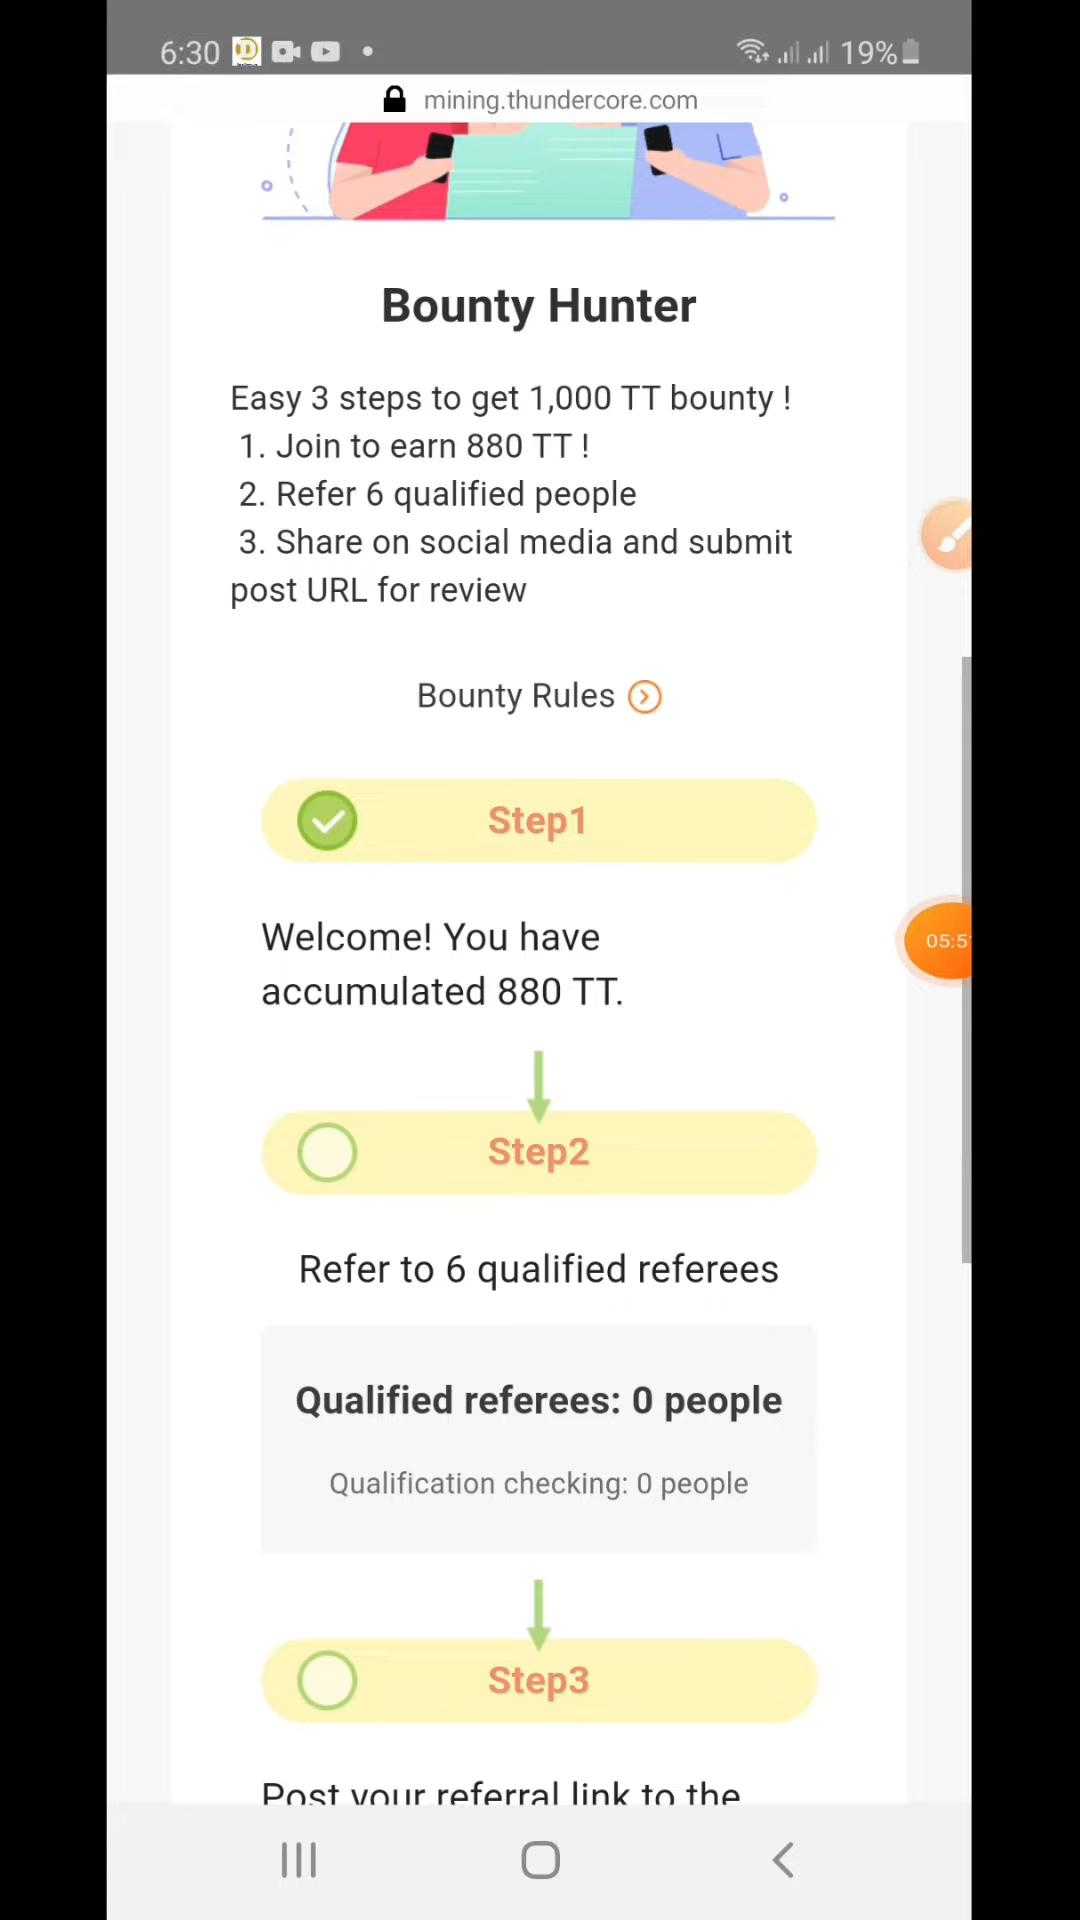 6:30
19%
mining.thundercore.com
Bounty Hunter
Easy 3 steps to get 1,000 TT bounty !
1. Join to earn 880 TT !
2. Refer 6 qualified people
3. Share on social media and submit
post URL for review
Bounty Rules
Step1
Welcome! You have
accumulated 880 TT.
05:5
Step2
Refer to 6 qualified referees
Qualified referees: 0 people
Qualification checking: 0 people
Step3
Post your referral link to the